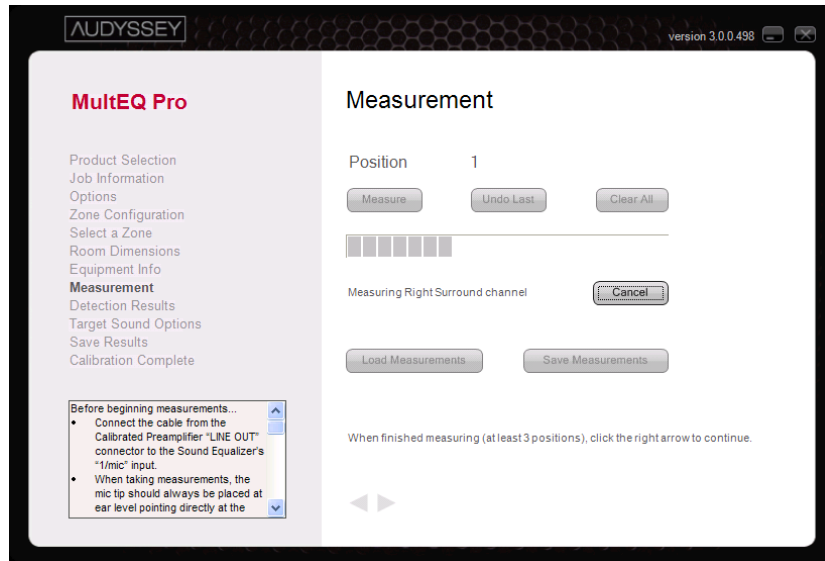 AUDYSSEY
version 3.0.0.498
MultEQ Pro
Product Selection
Job Information
Options
Zone Configuration
Select a Zone
Room Dimensions
Equipment Info
Measurement
Detection Results
Target Sound Options
Save Results
Calibration Complete
Before beginning measurements...
• Connect the cable from the
Calibrated Preamplifier “LINE OUT”
connector to the Sound Equalizer's
“1/mic” input.
• When taking measurements, the
mic tip should always be placed at
ear level pointing directly at the
Measurement
Position 1
Measure Undo Last Clear All
Measuring Right Surround channel Cancel
Load Measurements Save Measurements
When finished measuring (at least 3 positions), click the right arrow to continue.